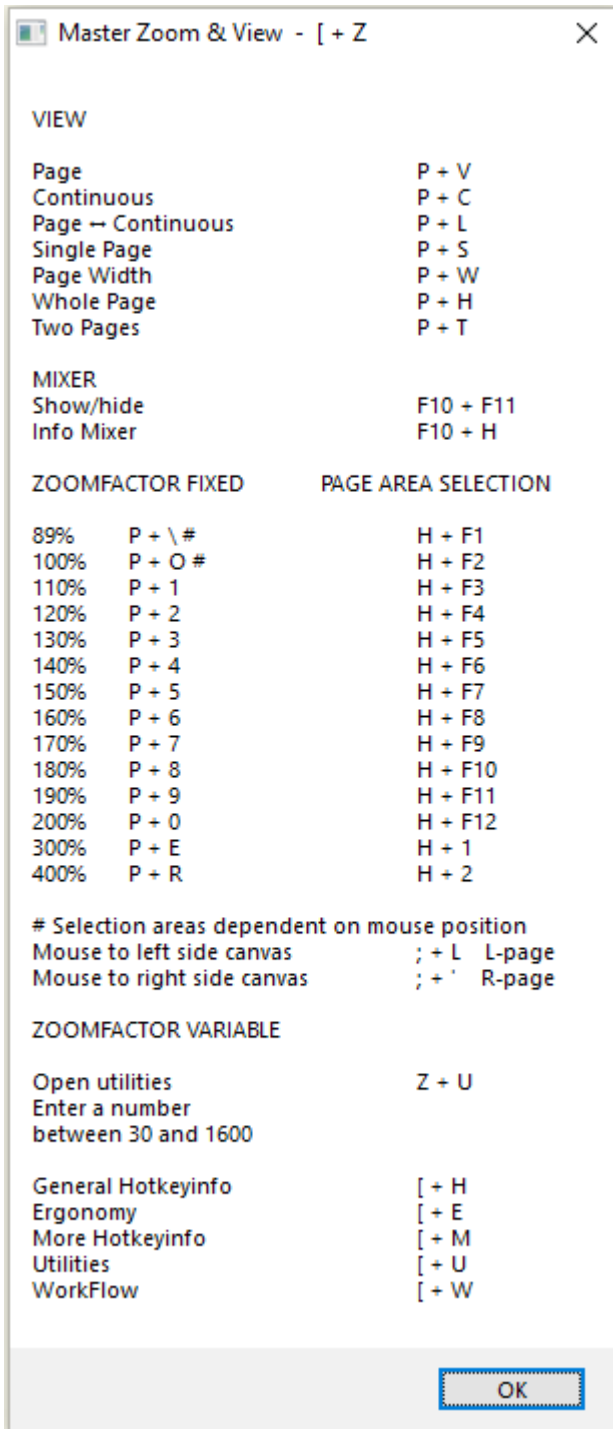 Master Zoom & View - [ + Z
VIEW
Page P + V
Continuous P + C
Page ↔ Continuous P + L
Single Page P + S
Page Width P + W
Whole Page P + H
Two Pages P + T
MIXER
Show/hide F10 + F11
Info Mixer F10 + H
ZOOMFACTOR FIXED PAGE AREA SELECTION
89% P + \ # H + F1
100% P + O # H + F2
110% P + 1 H + F3
120% P + 2 H + F4
130% P + 3 H + F5
140% P + 4 H + F6
150% P + 5 H + F7
160% P + 6 H + F8
170% P + 7 H + F9
180% P + 8 H + F10
190% P + 9 H + F11
200% P + 0 H + F12
300% P + E H + 1
400% P + R H + 2
# Selection areas dependent on mouse position
Mouse to left side canvas ; + L L-page
Mouse to right side canvas ; + ' R-page
ZOOMFACTOR VARIABLE
Open utilities Z + U
Enter a number
between 30 and 1600
General Hotkeyinfo [ + H
Ergonomy [ + E
More Hotkeyinfo [ + M
Utilities [ + U
WorkFlow [ + W
OK